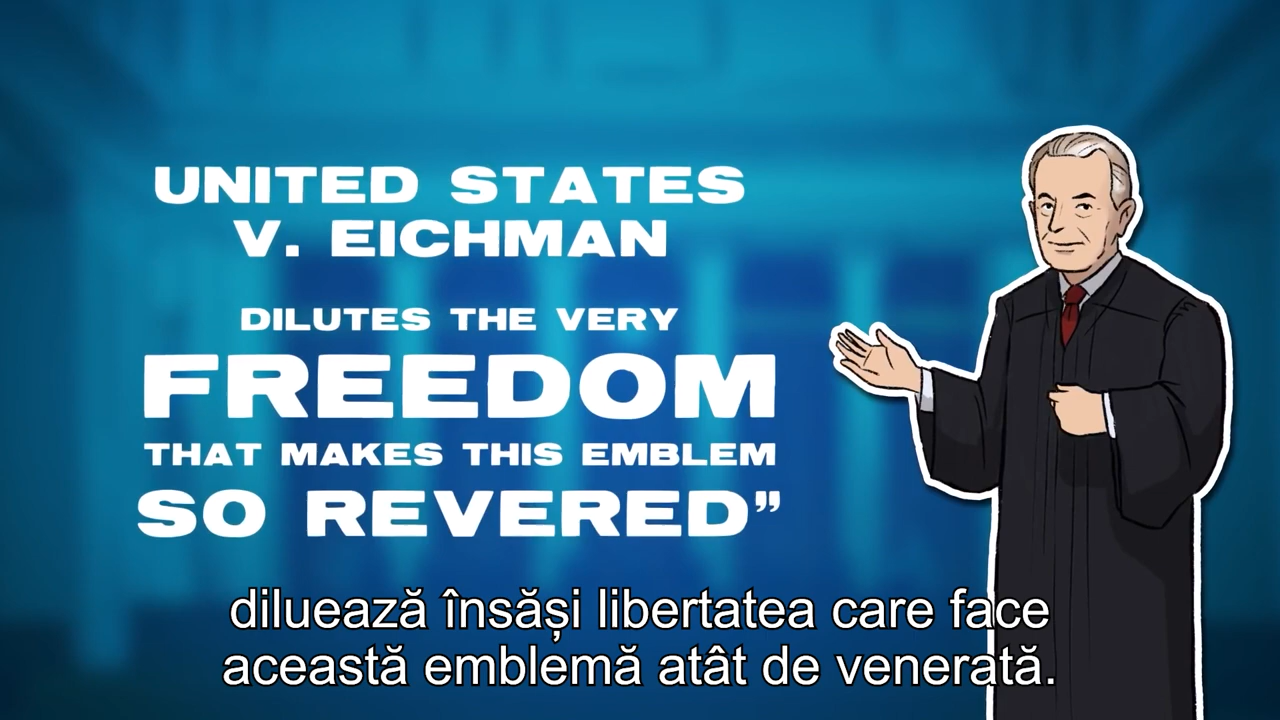 UNITED STATES
V. EICHMAN
DILUTES THE VERY
FREEDOM
THAT MAKES THIS EMBLEM
SO REVERED”
diluează însăși libertatea care face
această emblemă atât de venerată.